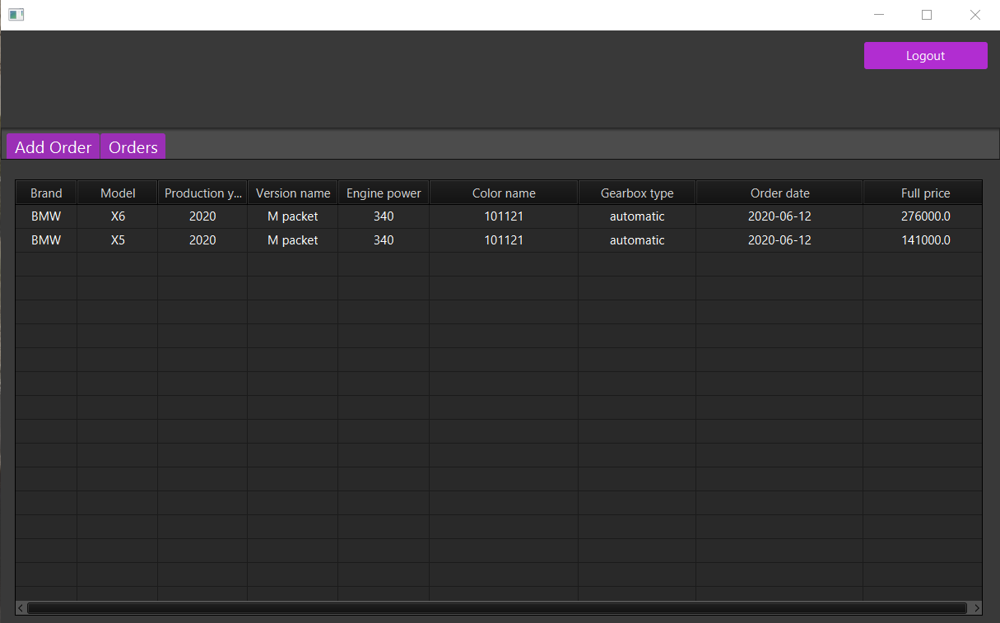 Logout
Add Order Orders
Brand Model Production y... Version name Engine power Color name Gearbox type Order date Full price
BMW X6 2020 M packet 340 101121 automatic 2020-06-12 276000.0
BMW X5 2020 M packet 340 101121 automatic 2020-06-12 141000.0